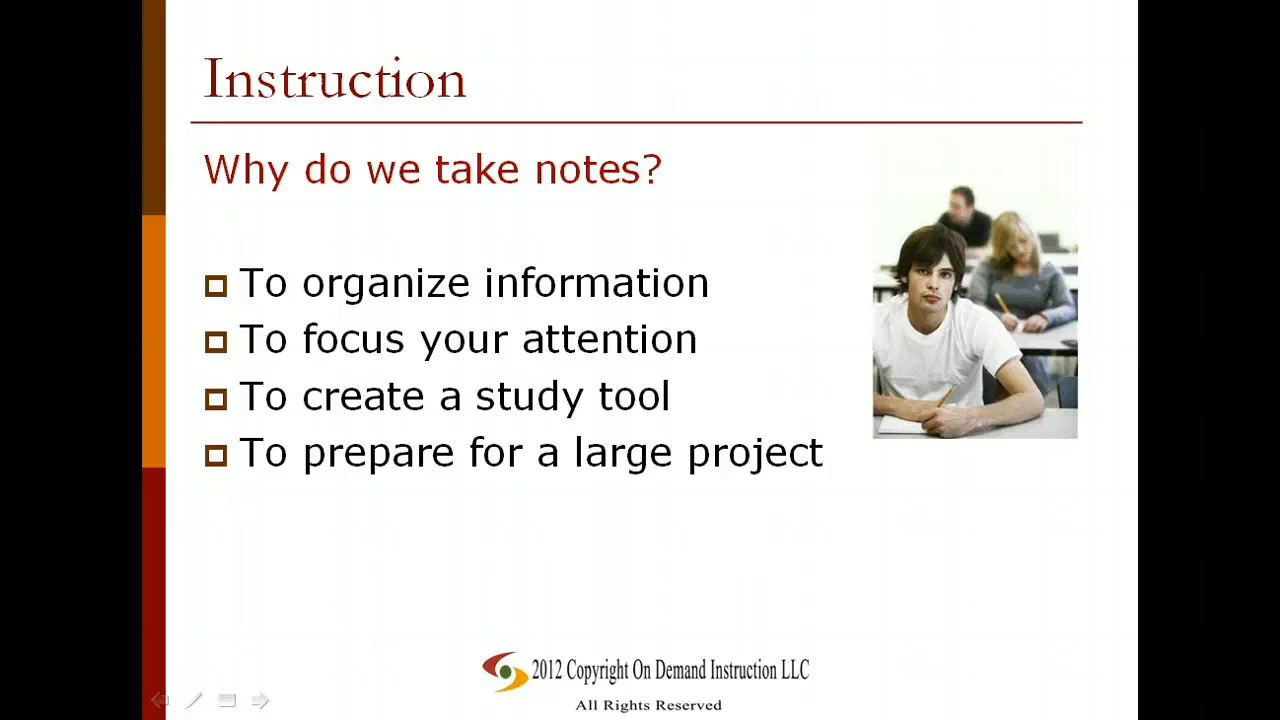 Instruction
Why do we take notes?
To organize information
To focus your attention
To create a study tool
To prepare for a large project
2012 Copyright On Demand Instruction LLC
All Rights Reserved